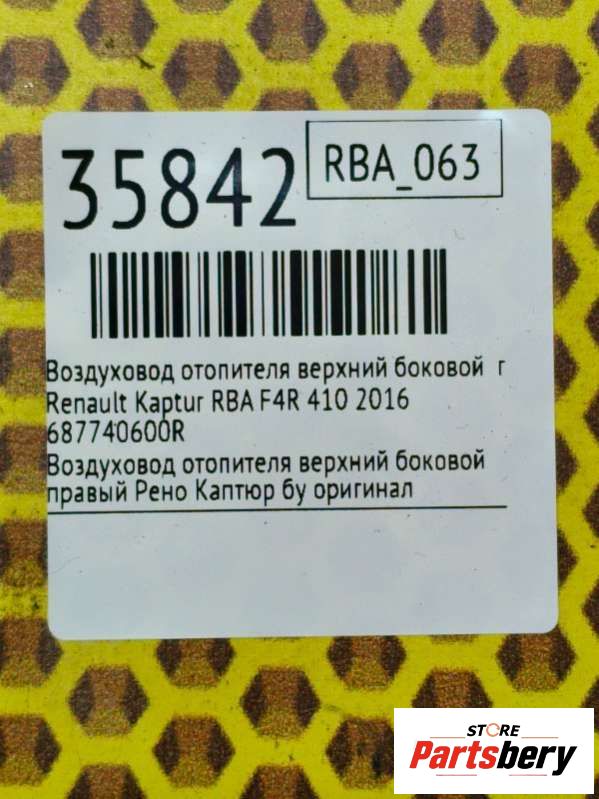 35842
RBA_063
Воздуховод отопителя верхний боковой г
Renault Kaptur RBA F4R 410 2016
687740600R
Воздуховод отопителя верхний боковой
правый Рено Каптюр бу оригинал
STORE
Partsbery